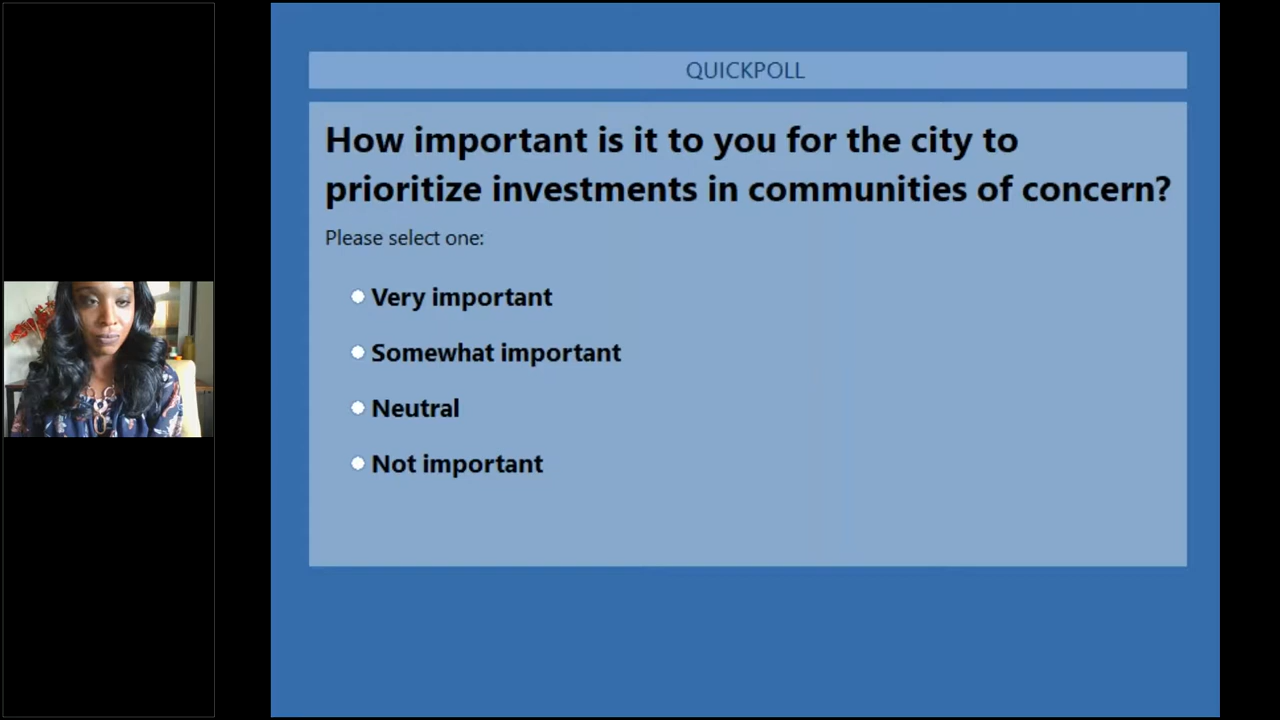 QUICKPOLL
How important is it to you for the city to
prioritize investments in communities of concern?
Please select one:
Very important
Somewhat important
Neutral
Not important